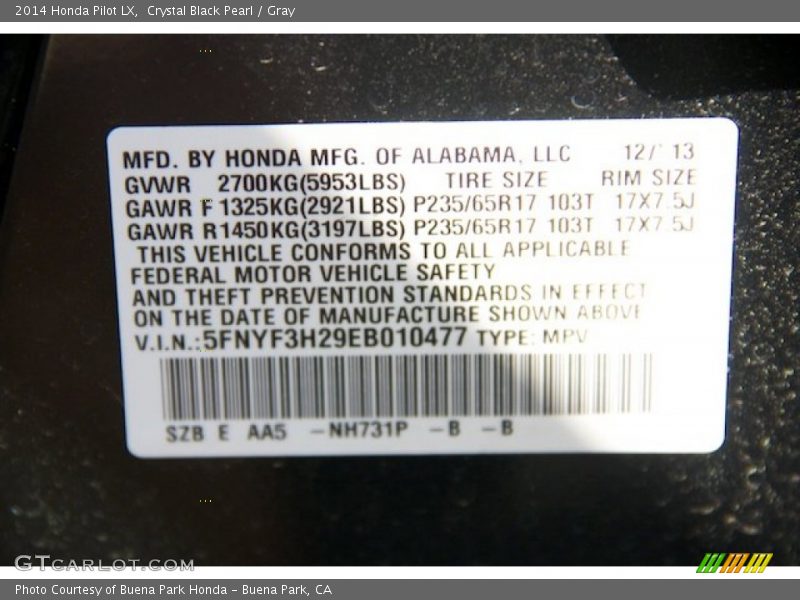 2014 Honda Pilot LX, Crystal Black Pearl / Gray
MFD. BY HONDA MFG. OF ALABAMA, LLC 12/ 13
GVWR 2700KG(5953LBS) TIRE SIZE RIM SIZE
GAWR F 1325KG(2921LBS) P235/65R17 103T 17X7.5J
GAWR R1450KG(3197LBS) P235/65R17 103T 17X7.5J
THIS VEHICLE CONFORMS TO ALL APPLICABLE
FEDERAL MOTOR VEHICLE SAFETY
AND THEFT PREVENTION STANDARDS IN EFFECT
ON THE DATE OF MANUFACTURE SHOWN ABOVE
V.I.N.:5FNYF3H29EB010477 TYPE: MPV
SZB E AA5 -NH731P -B -B
GTCARLOT.COM
Photo Courtesy of Buena Park Honda - Buena Park, CA